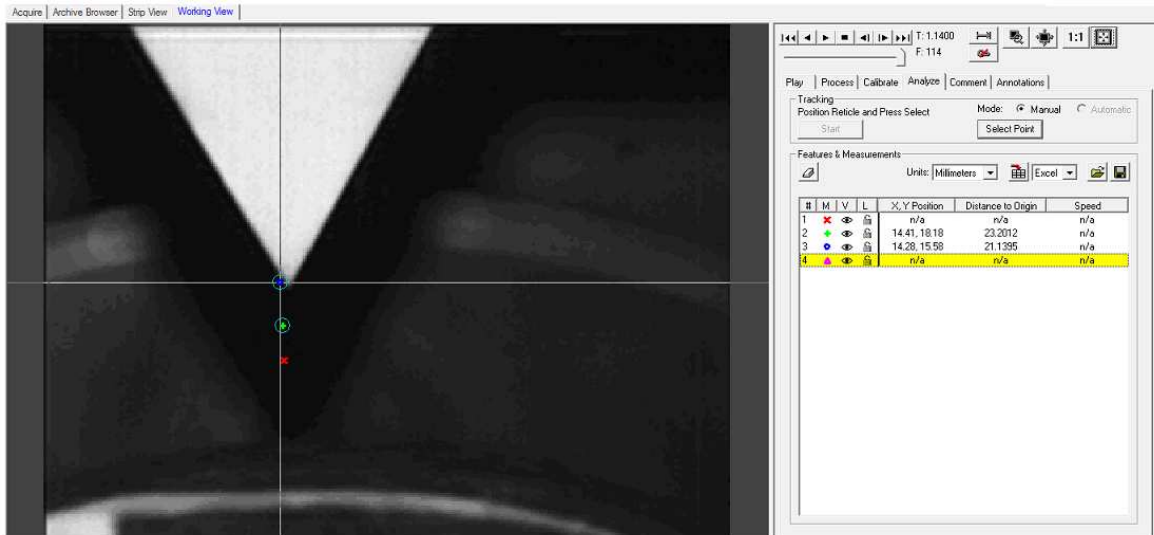 Acquire Archive Browser Strip View Working View
T: 1.1400
F: 114
1:1
Play Process Calibrate Analyze Comment Annotations
Tracking
Position Reticle and Press Select
Mode: Manual Automatic
Start Select Point
Features & Measurements
Units: Millimeters Excel
# M V L X, Y Position Distance to Origin Speed
1 n/a n/a n/a
2 14.41, 18.18 23.2012 n/a
3 14.28, 15.58 21.1395 n/a
4 n/a n/a n/a